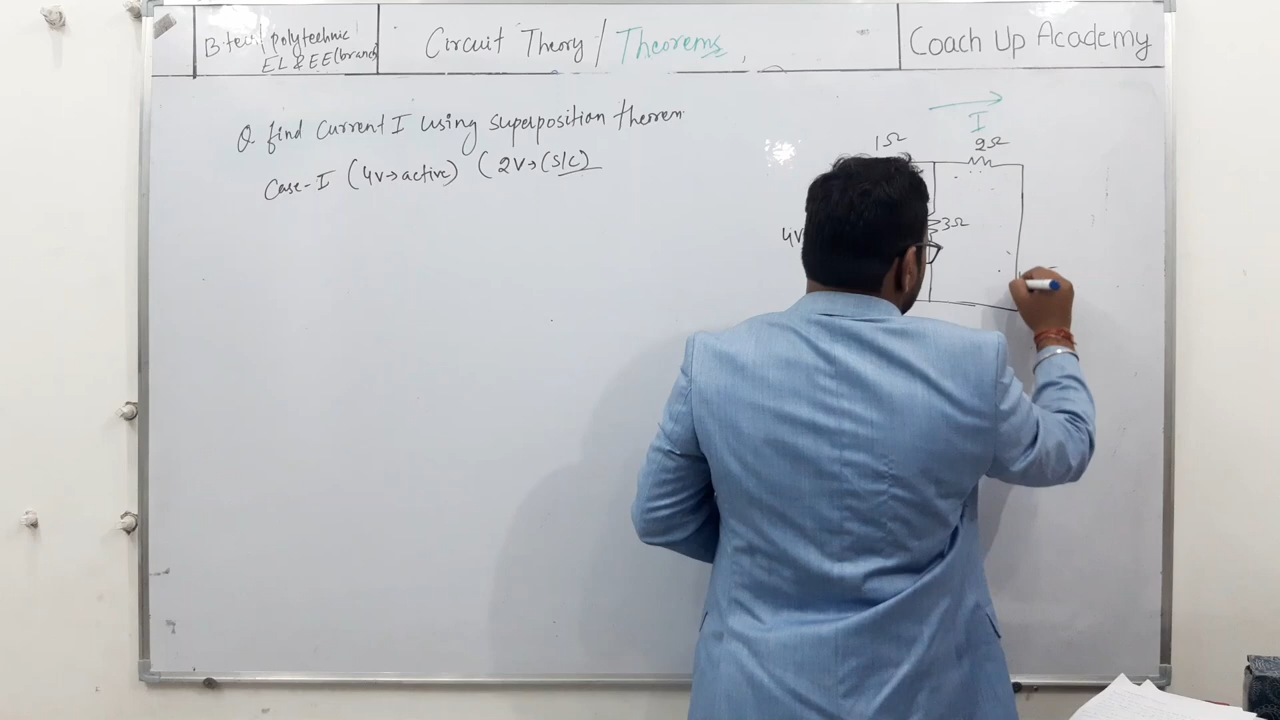 B.tech/polytechnic
EL & EE (branch)
Circuit Theory / Theorems
Coach Up Academy
Q find current I using superposition theorem
Case-I (4V→active) (2V→(S/C)
I
1Ω
2Ω
4V
3Ω